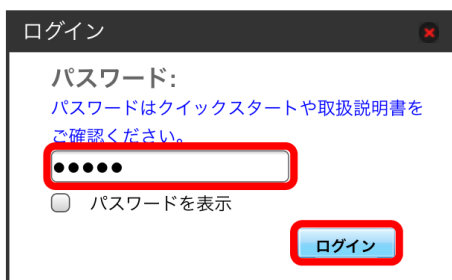 ログイン
パスワード:
パスワードはクイックスタートや取扱説明書を
ご確認ください。
●●●●●
パスワードを表示
ログイン